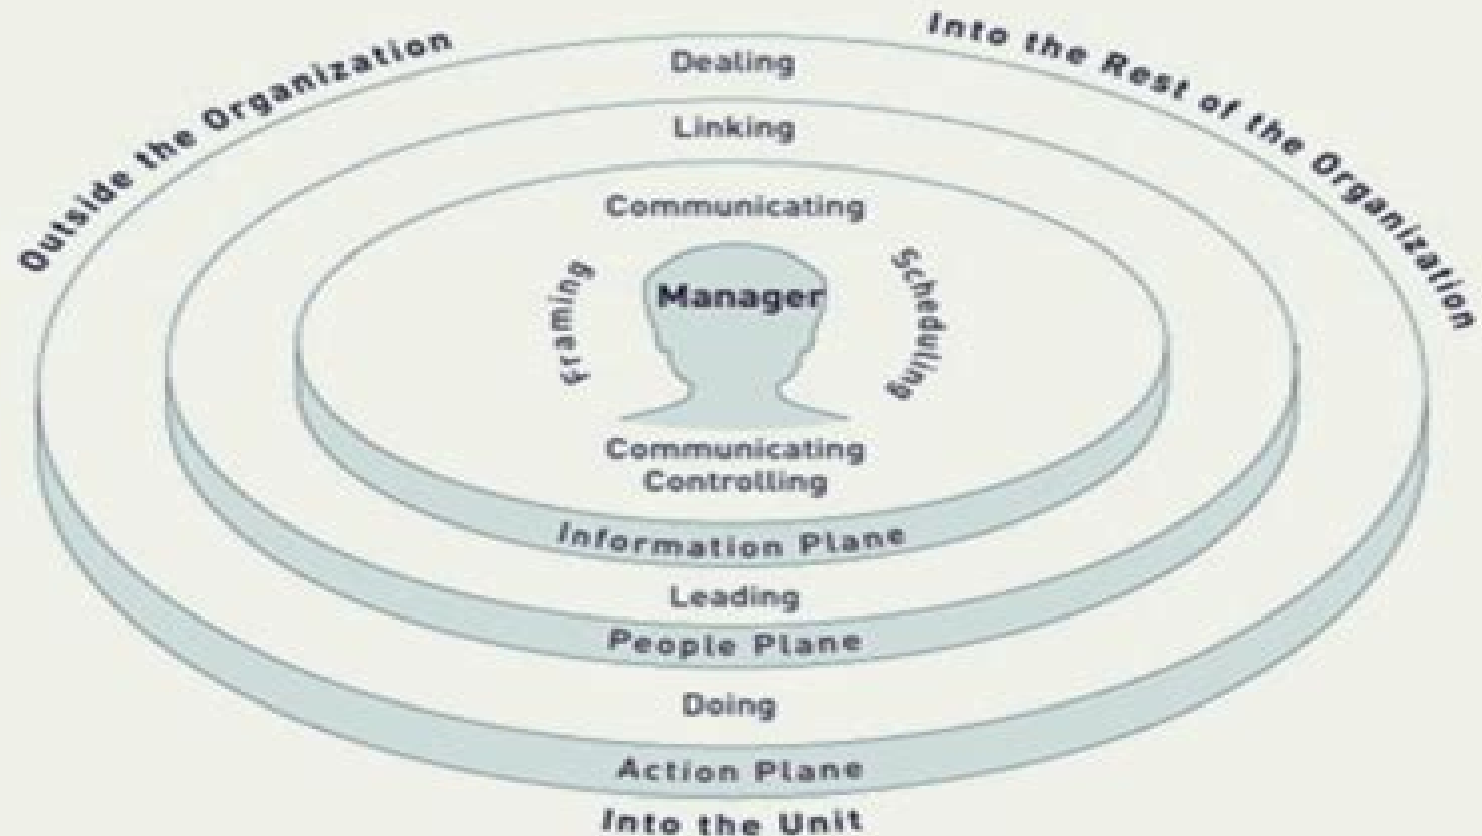 Outside the Organization
Into the Rest of the Organization
Dealing
Linking
Communicating
Framing
Manager
Scheduling
Communicating
Controlling
Information Plane
Leading
People Plane
Doing
Action Plane
Into the Unit